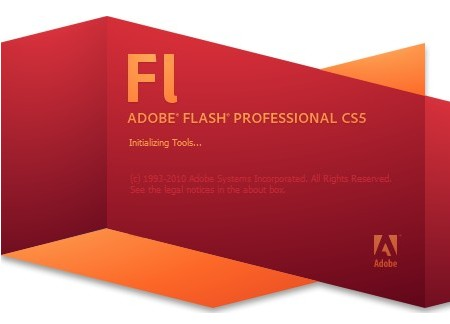 Fl
ADOBE® FLASH® PROFESSIONAL CS5
Initializing Tools...
(c) 1993-2010 Adobe Systems Incorporated. All Rights Reserved.
See the legal notices in the about box.
Adobe